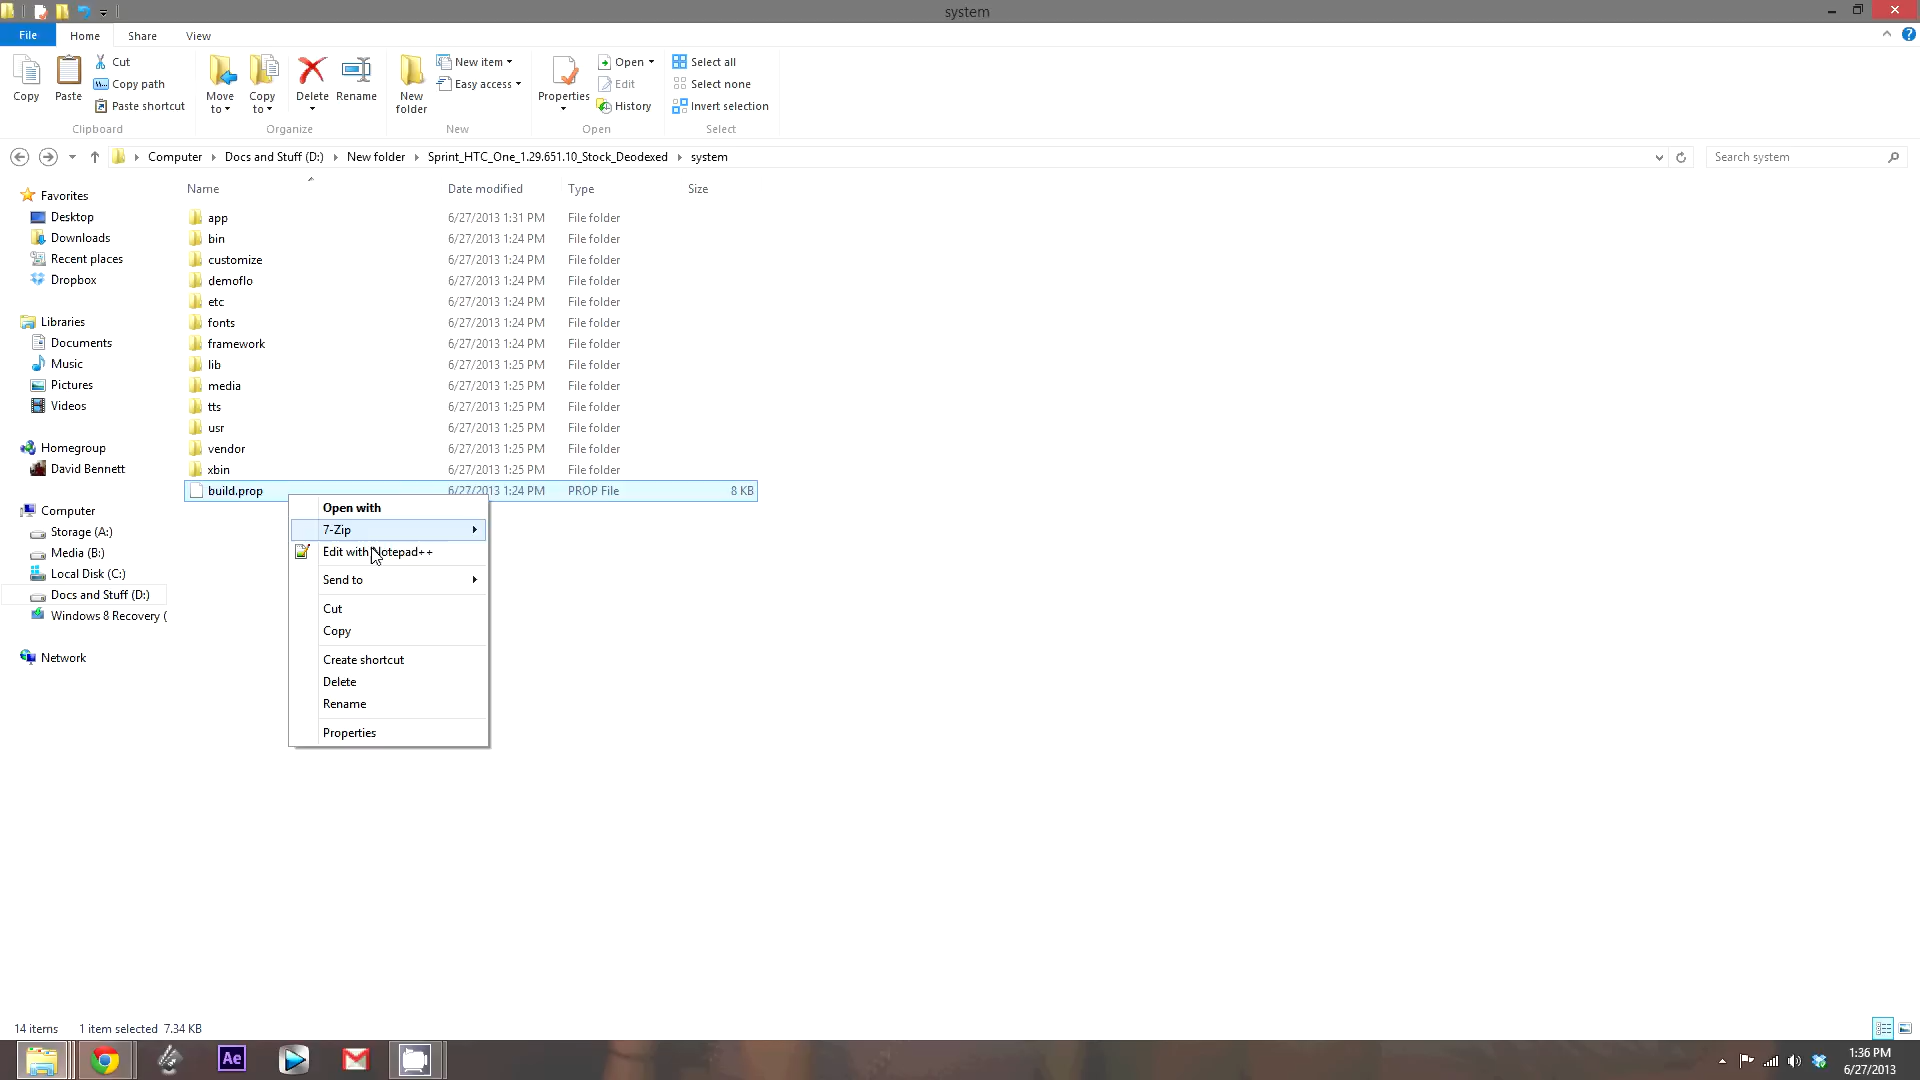 system
File Home Share View
Copy Paste Cut Copy path Paste shortcut Move to Copy to Delete Rename New folder New item Easy access Properties Open Edit History Select all Select none Invert selection
Clipboard Organize New Open Select
Computer Docs and Stuff (D:) New folder Sprint_HTC_One_1.29.651.10_Stock_Deodexed system Search system
Name Date modified Type Size
Favorites
Desktop
Downloads
Recent places
Dropbox
Libraries
Documents
Music
Pictures
Videos
Homegroup
David Bennett
Computer
Storage (A:)
Media (B:)
Local Disk (C:)
Docs and Stuff (D:)
Windows 8 Recovery (
Network
app 6/27/2013 1:31 PM File folder
bin 6/27/2013 1:24 PM File folder
customize 6/27/2013 1:24 PM File folder
demoflo 6/27/2013 1:24 PM File folder
etc 6/27/2013 1:24 PM File folder
fonts 6/27/2013 1:24 PM File folder
framework 6/27/2013 1:24 PM File folder
lib 6/27/2013 1:25 PM File folder
media 6/27/2013 1:25 PM File folder
tts 6/27/2013 1:25 PM File folder
usr 6/27/2013 1:25 PM File folder
vendor 6/27/2013 1:25 PM File folder
xbin 6/27/2013 1:25 PM File folder
build.prop 6/27/2013 1:24 PM PROP File 8 KB
Open with
7-Zip
Edit with Notepad++
Send to
Cut
Copy
Create shortcut
Delete
Rename
Properties
14 items 1 item selected 7.34 KB
Ae
1:36 PM
6/27/2013